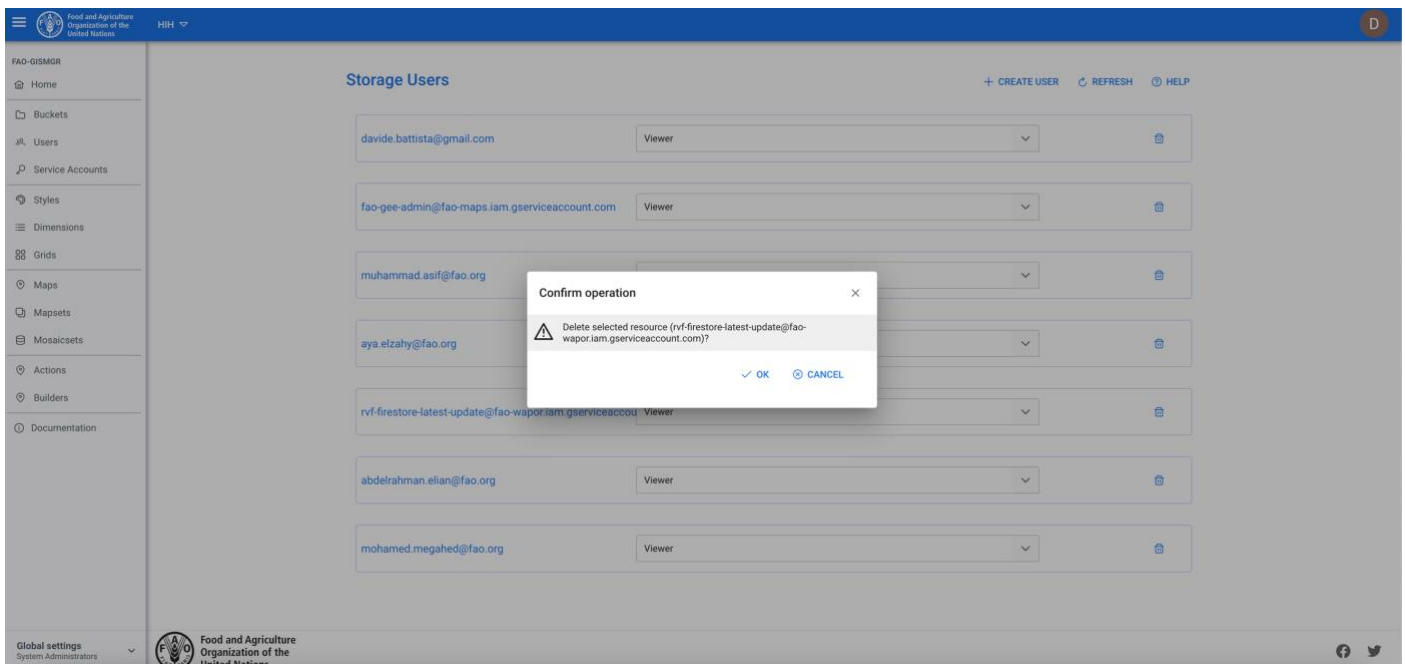 Food and Agriculture
Organization of the
United Nations
HIH
D
FAO-GISMGR
Home
Buckets
Users
Service Accounts
Styles
Dimensions
Grids
Maps
Mapsets
Mosaicsets
Actions
Builders
Documentation
Global settings
System Administrators
Storage Users
CREATE USER
REFRESH
HELP
davide.battista@gmail.com
Viewer
fao-gee-admin@fao-maps.iam.gserviceaccount.com
Viewer
muhammad.asif@fao.org
aya.elzahy@fao.org
rvf-firestore-latest-update@fao-wapor.iam.gserviceaccou
Viewer
abdelrahman.elian@fao.org
Viewer
mohamed.megahed@fao.org
Viewer
Confirm operation
Delete selected resource (rvf-firestore-latest-update@fao-
wapor.iam.gserviceaccount.com)?
OK
CANCEL
Food and Agriculture
Organization of the
United Nations